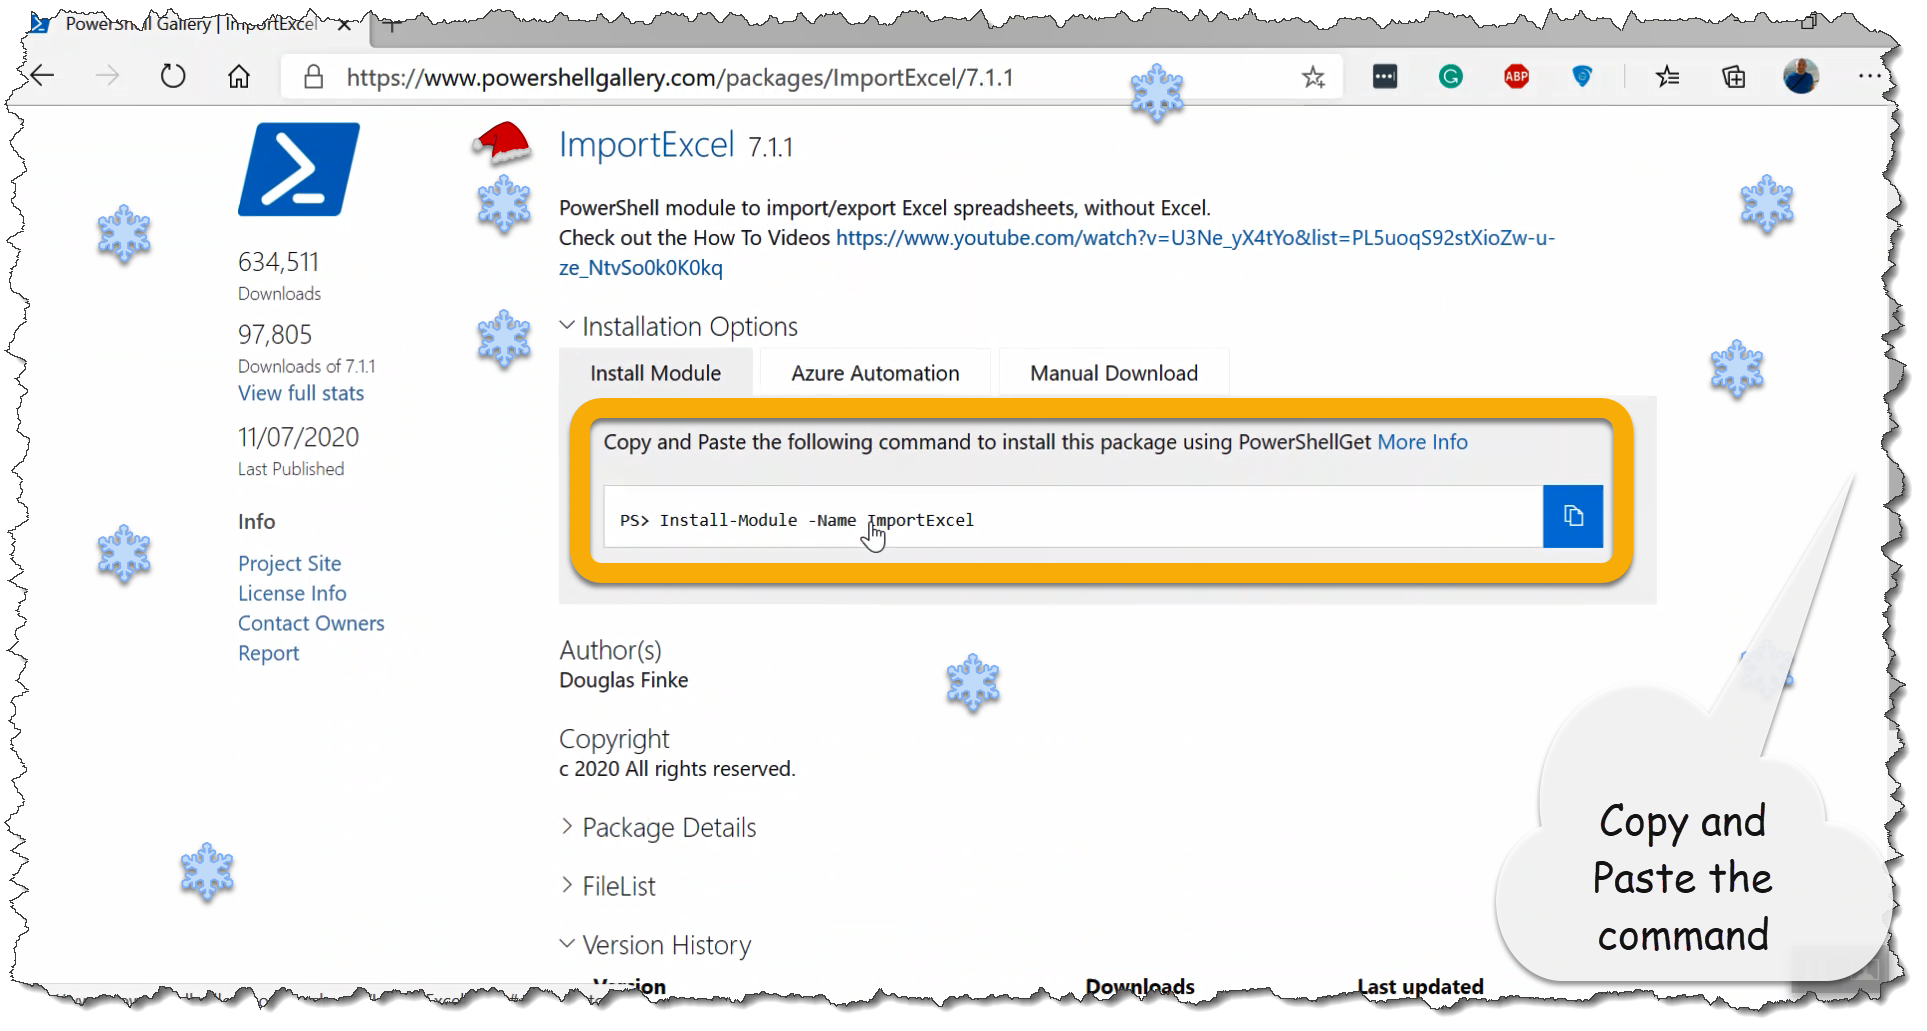 PowerShell Gallery | ImportExcel
https://www.powershellgallery.com/packages/ImportExcel/7.1.1
ABP
ImportExcel 7.1.1
PowerShell module to import/export Excel spreadsheets, without Excel.
Check out the How To Videos https://www.youtube.com/watch?v=U3Ne_yX4tYo&list=PL5uoqS92stXioZw-u-
ze_NtvSo0k0K0kq
634,511
Downloads
97,805
Downloads of 7.1.1
View full stats
11/07/2020
Last Published
Info
Project Site
License Info
Contact Owners
Report
Installation Options
Install Module
Azure Automation
Manual Download
Copy and Paste the following command to install this package using PowerShellGet More Info
PS> Install-Module -Name ImportExcel
Author(s)
Douglas Finke
Copyright
c 2020 All rights reserved.
Package Details
FileList
Version History
Version Downloads Last updated
Copy and
Paste the
command